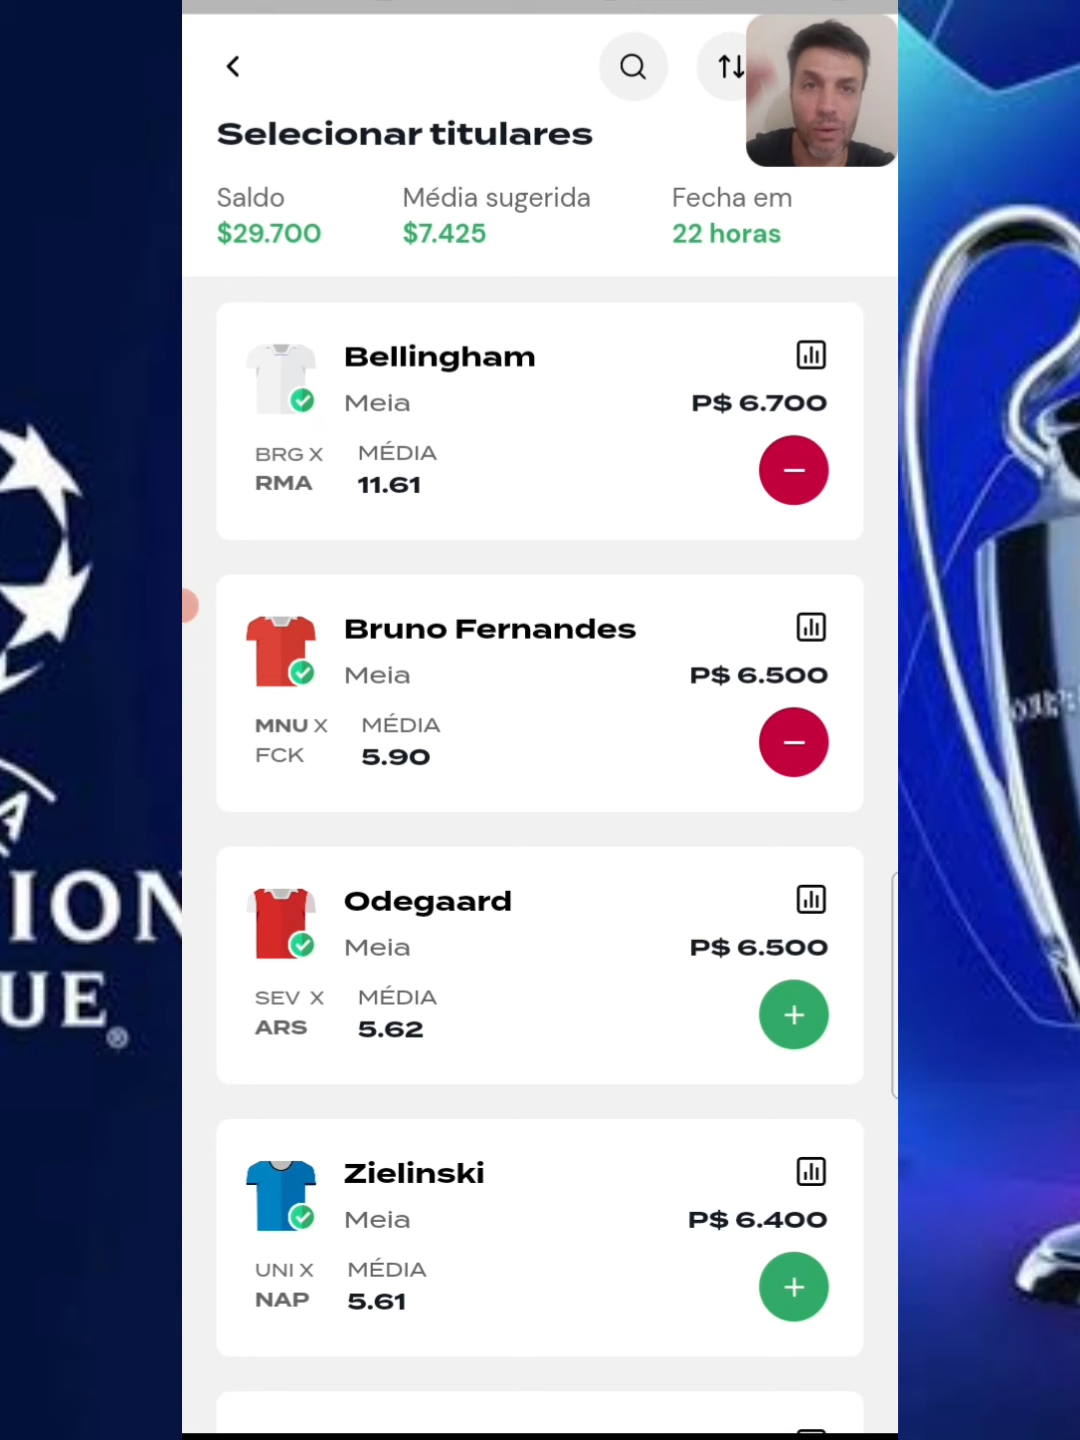 Selecionar titulares
Saldo
Média sugerida
Fecha em
$29.700
$7.425
22 horas
Bellingham
Meia
P$ 6.700
BRG X
RMA
MÉDIA
11.61
Bruno Fernandes
Meia
P$ 6.500
MNU X
FCK
MÉDIA
5.90
Odegaard
Meia
P$ 6.500
SEV X
ARS
MÉDIA
5.62
Zielinski
Meia
P$ 6.400
UNI X
NAP
MÉDIA
5.61
A
ION
UE®